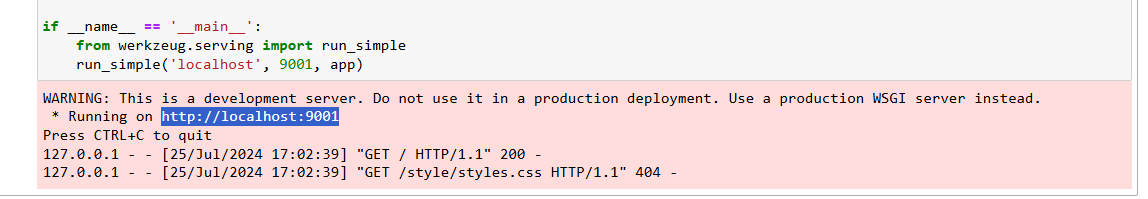 if __name__ == '__main__':
    from werkzeug.serving import run_simple
    run_simple('localhost', 9001, app)
WARNING: This is a development server. Do not use it in a production deployment. Use a production WSGI server instead.
 * Running on http://localhost:9001
Press CTRL+C to quit
127.0.0.1 - - [25/Jul/2024 17:02:39] "GET / HTTP/1.1" 200 -
127.0.0.1 - - [25/Jul/2024 17:02:39] "GET /style/styles.css HTTP/1.1" 404 -